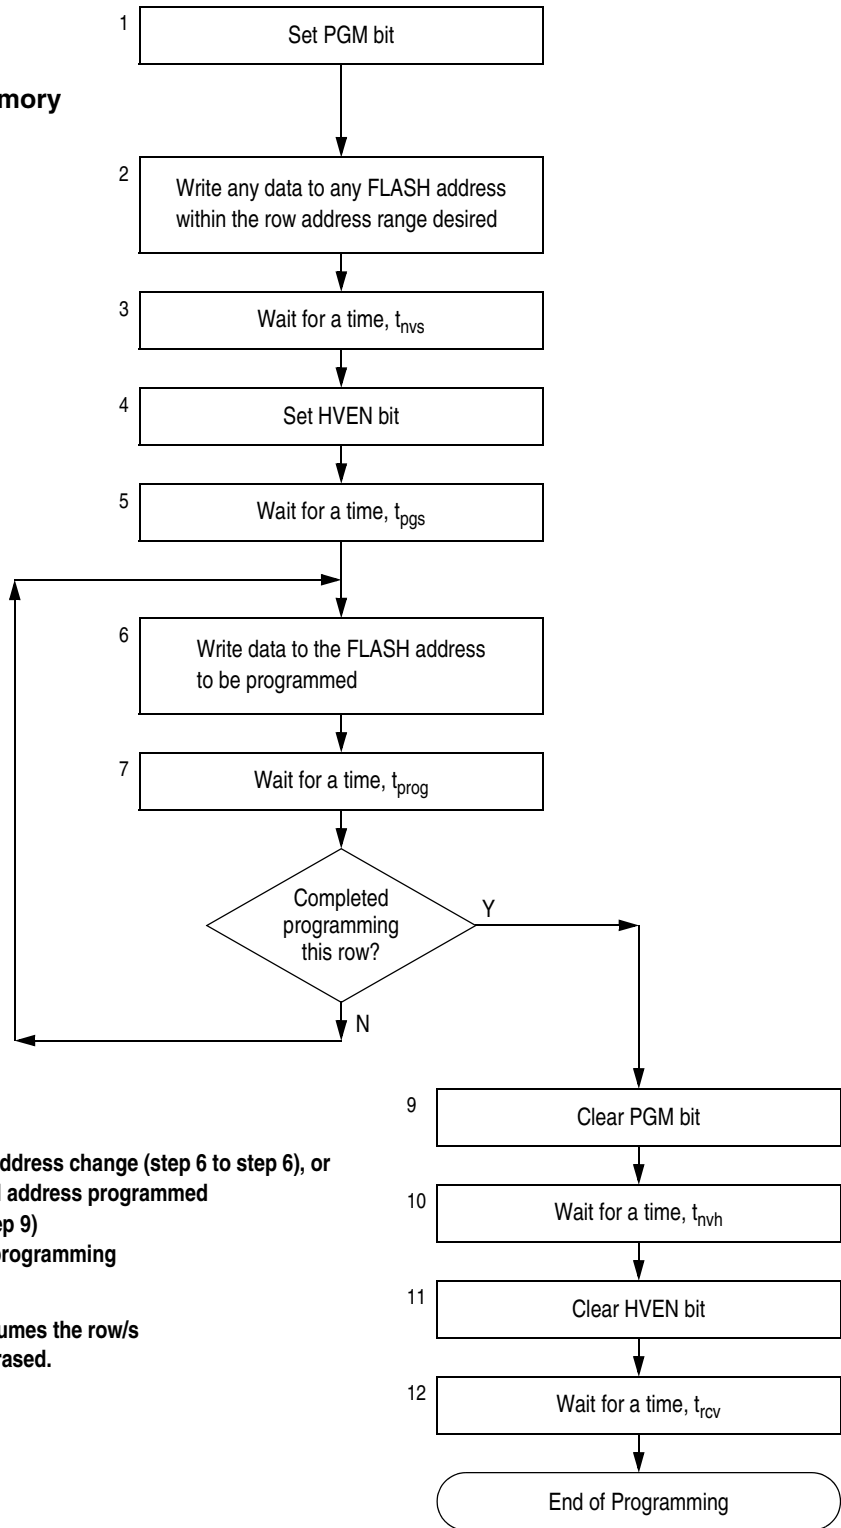 1
Set PGM bit
mory
2
Write any data to any FLASH address
within the row address range desired
3
Wait for a time, tnvs
4
Set HVEN bit
5
Wait for a time, tpgs
6
Write data to the FLASH address
to be programmed
7
Wait for a time, tprog
Completed
programming
this row?
Y
N
9
Clear PGM bit
ddress change (step 6 to step 6), or
address programmed
ep 9)
programming
10
Wait for a time, tnvh
11
Clear HVEN bit
umes the row/s
rased.
12
Wait for a time, trcv
End of Programming